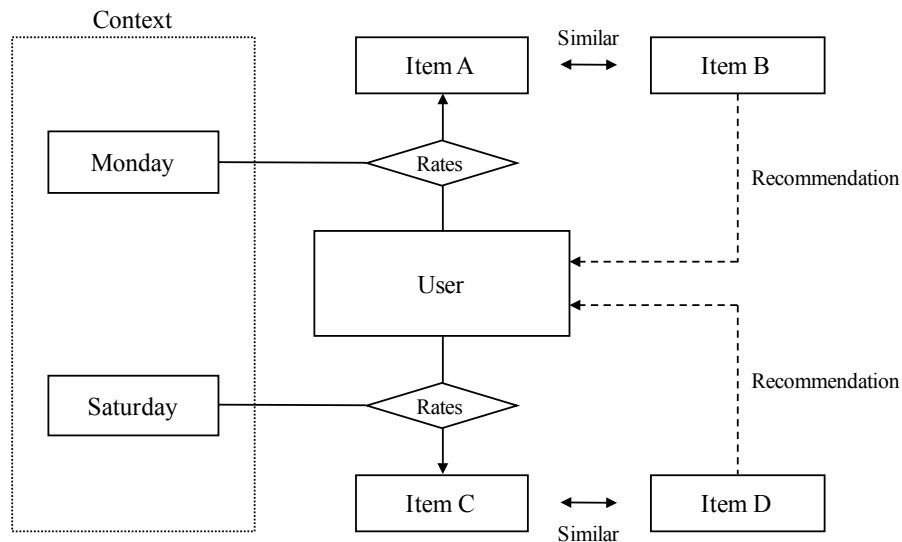 Context
Similar
Item A
Item B
Monday
Rates
Recommendation
User
Recommendation
Saturday
Rates
Item C
Item D
Similar